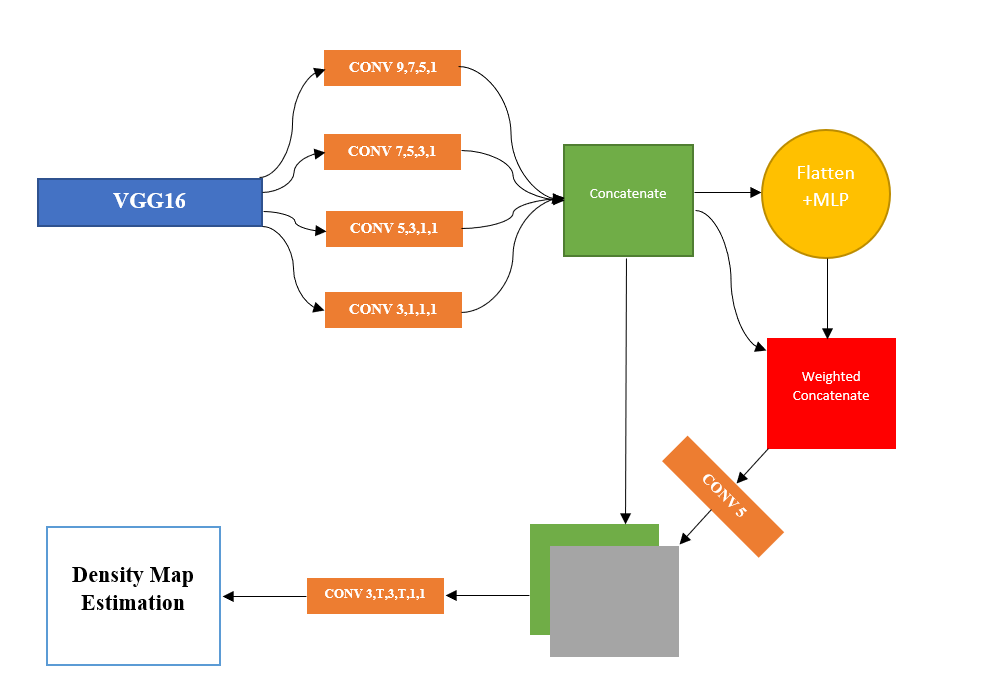 CONV 9,7,5,1
CONV 7,5,3,1
VGG16
CONV 5,3,1,1
CONV 3,1,1,1
Concatenate
Flatten
+MLP
Weighted
Concatenate
CONV 5
CONV 3,T,3,T,1,1
Density Map
Estimation